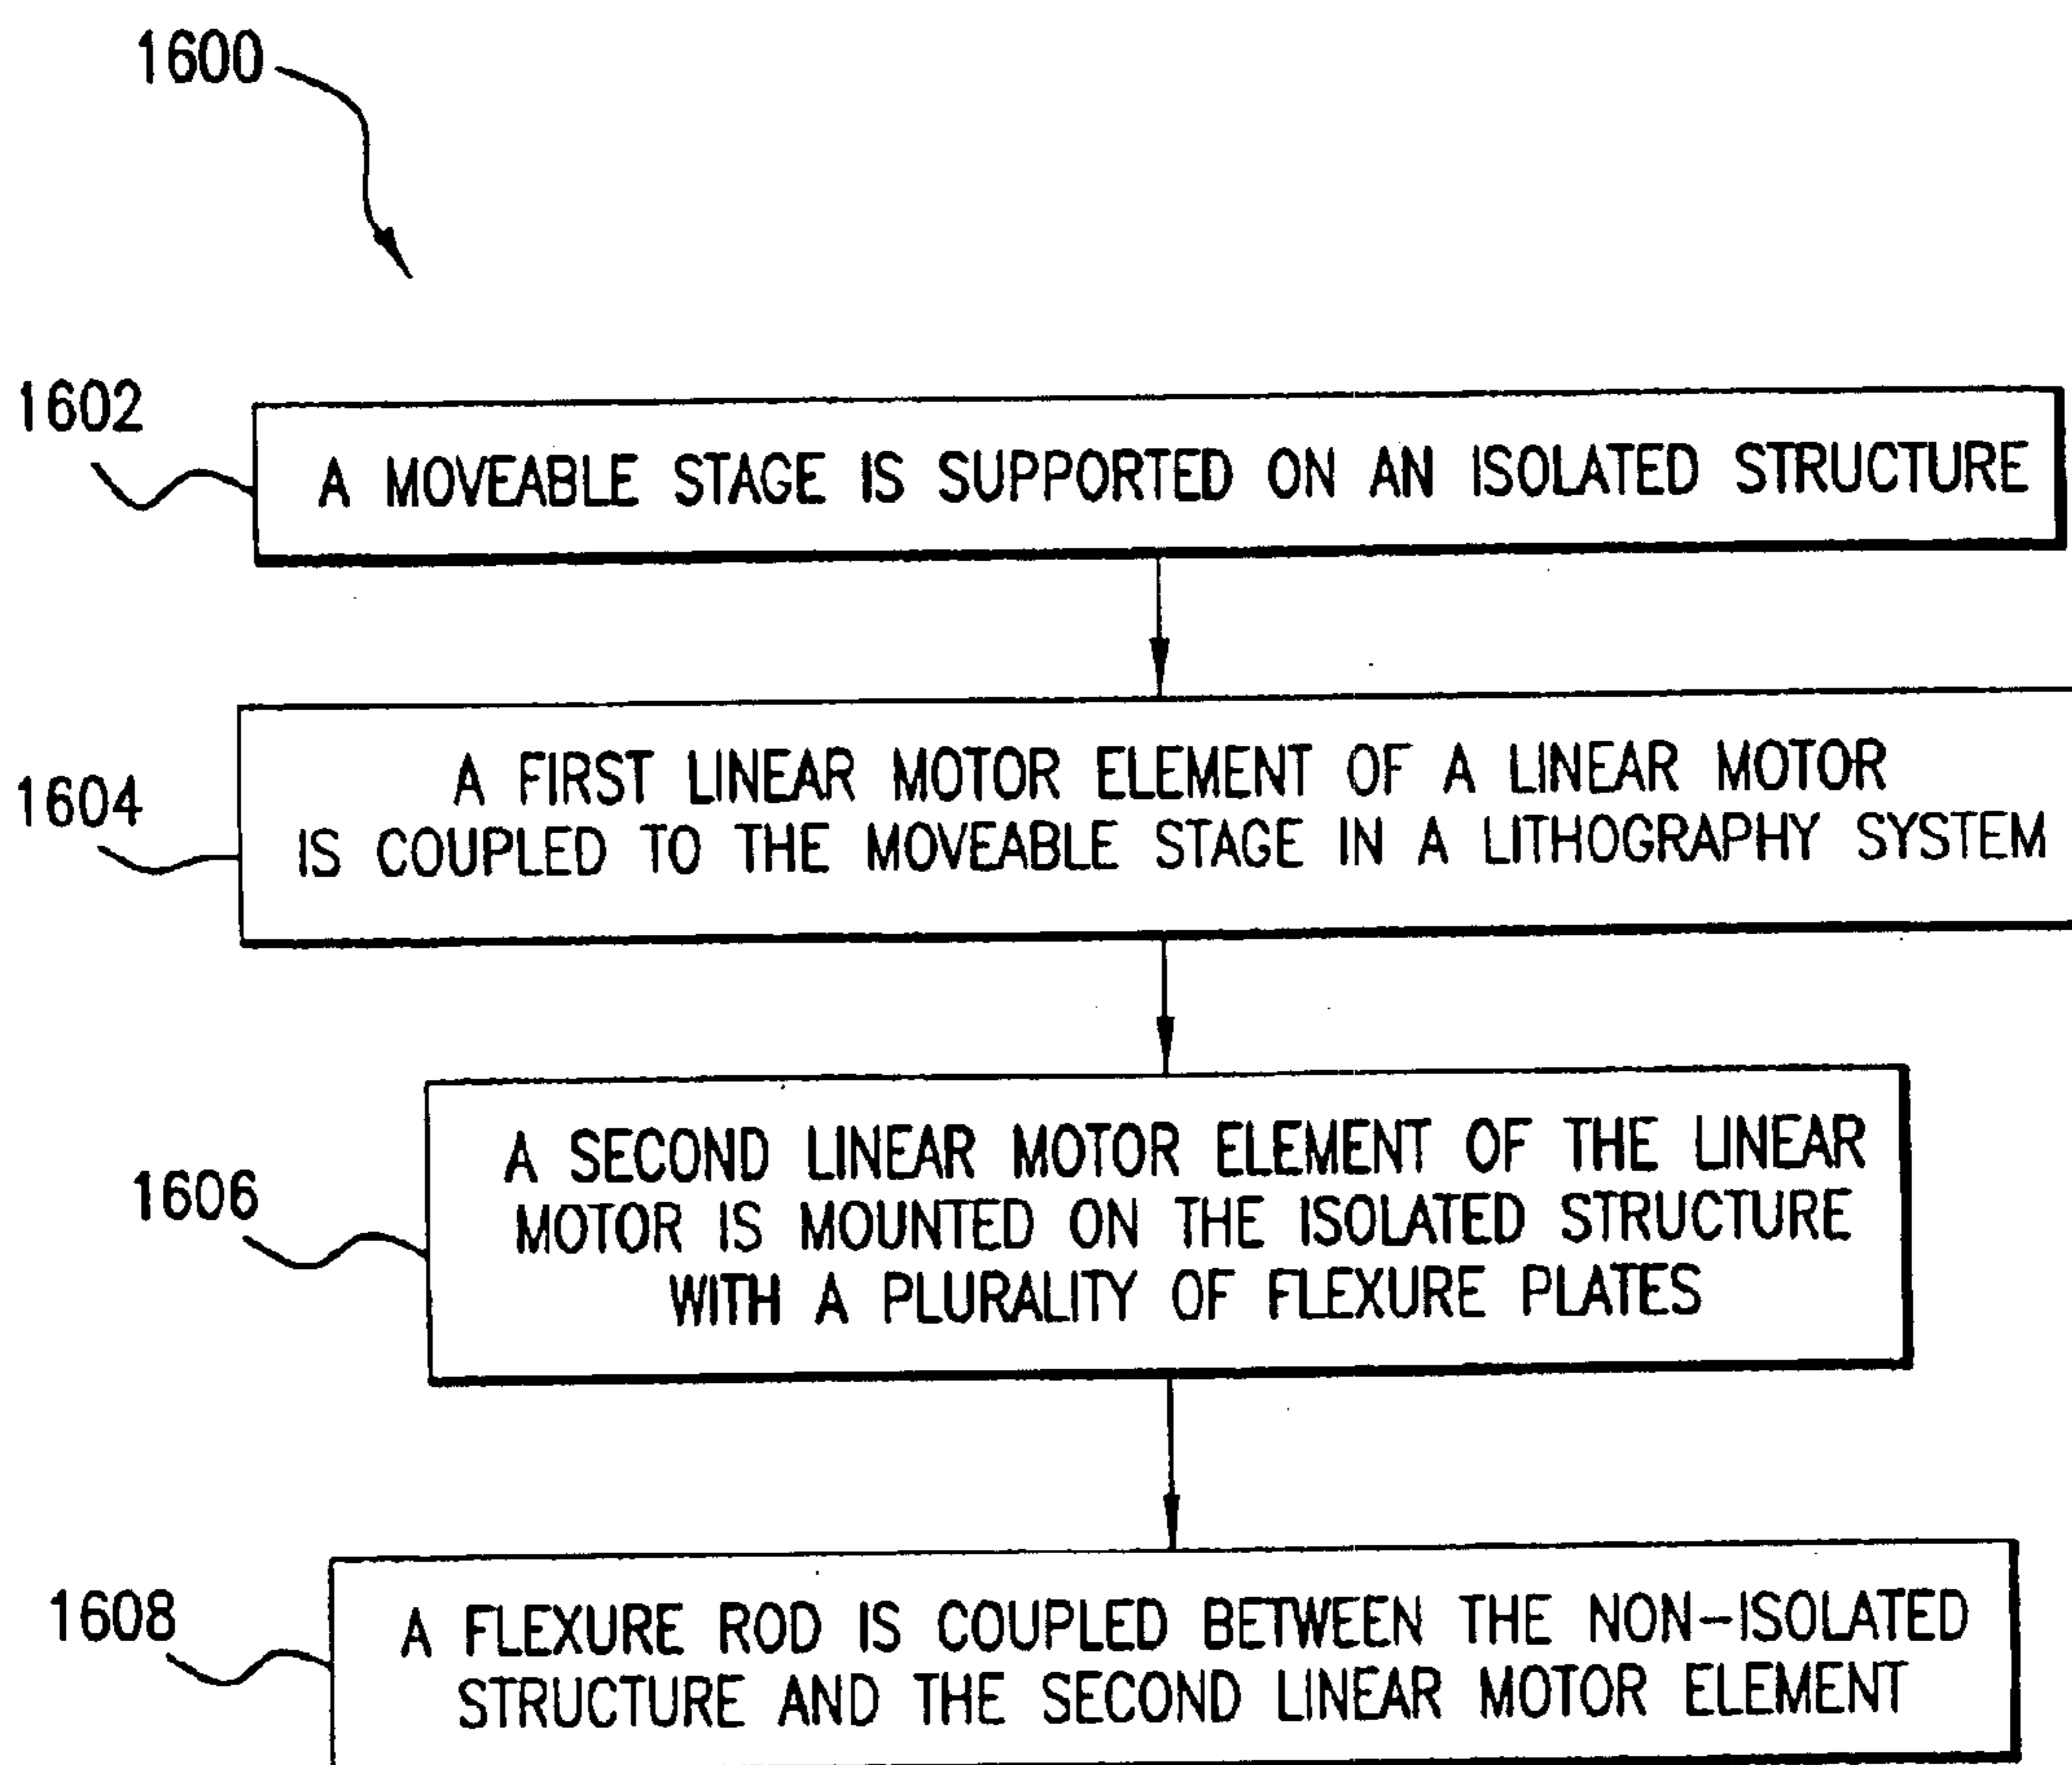 1600
1602
A MOVEABLE STAGE IS SUPPORTED ON AN ISOLATED STRUCTURE
1604
A FIRST LINEAR MOTOR ELEMENT OF A LINEAR MOTOR
IS COUPLED TO THE MOVEABLE STAGE IN A LITHOGRAPHY SYSTEM
1606
A SECOND LINEAR MOTOR ELEMENT OF THE LINEAR
MOTOR IS MOUNTED ON THE ISOLATED STRUCTURE
WITH A PLURALITY OF FLEXURE PLATES
1608
A FLEXURE ROD IS COUPLED BETWEEN THE NON-ISOLATED
STRUCTURE AND THE SECOND LINEAR MOTOR ELEMENT